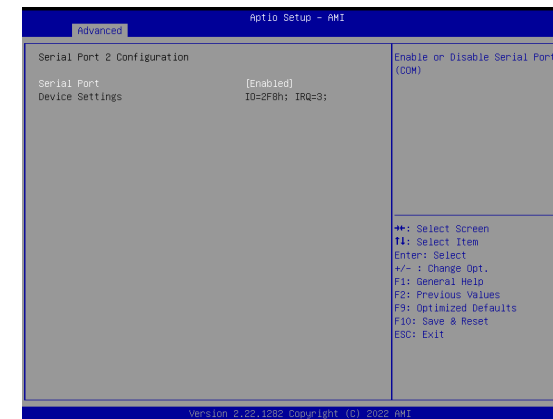 Aptio Setup – AMI
Advanced
Serial Port 2 Configuration
Serial Port [Enabled]
Device Settings IO=2F8h; IRQ=3;
Enable or Disable Serial Port
(COM)
→←: Select Screen
↑↓: Select Item
Enter: Select
+/- : Change Opt.
F1: General Help
F2: Previous Values
F9: Optimized Defaults
F10: Save & Reset
ESC: Exit
Version 2.22.1282 Copyright (C) 2022 AMI